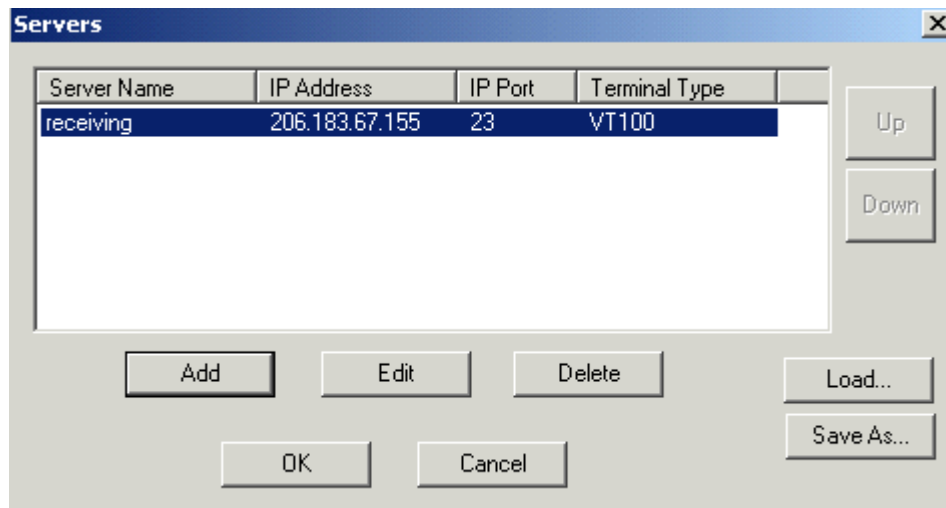 Servers
Server Name IP Address IP Port Terminal Type
receiving 206.183.67.155 23 VT100
Up
Down
Add Edit Delete
Load...
Save As...
OK Cancel